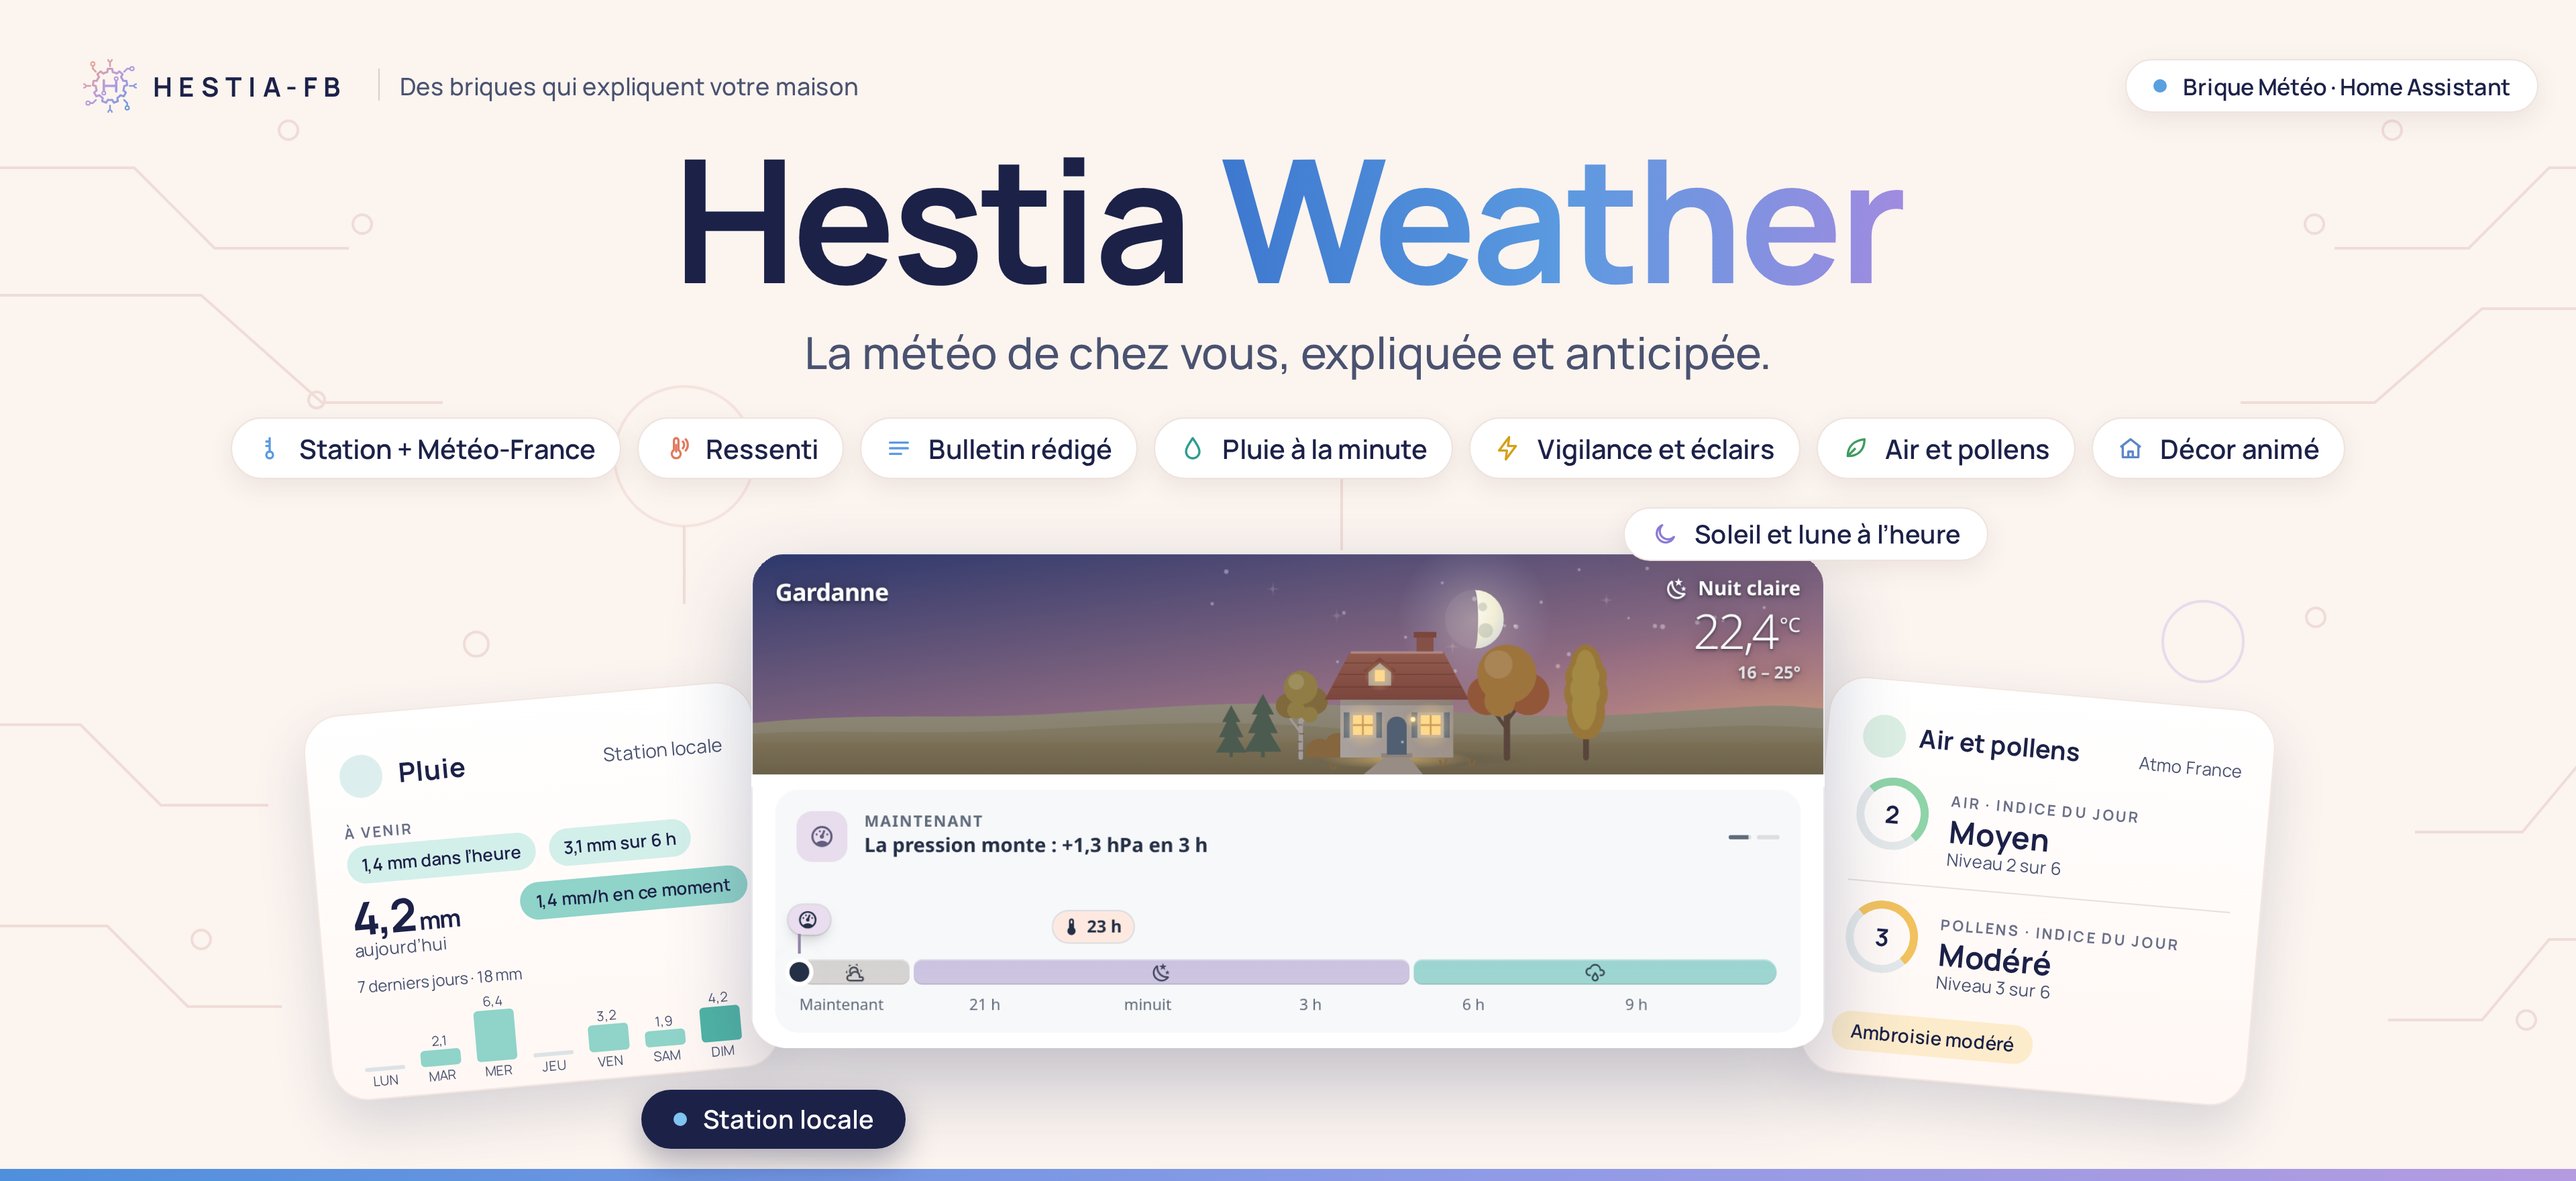 HESTIA-FB
Des briques qui expliquent votre maison
Brique Météo · Home Assistant
Hestia Weather
La météo de chez vous, expliquée et anticipée.
Station + Météo-France
Ressenti
Bulletin rédigé
Pluie à la minute
Vigilance et éclairs
Air et pollens
Décor animé
Soleil et lune à l’heure
Gardanne
Nuit claire
22,4°C
16 – 25°
MAINTENANT
La pression monte : +1,3 hPa en 3 h
23 h
Maintenant
21 h
minuit
3 h
6 h
9 h
Pluie
Station locale
À VENIR
1,4 mm dans l’heure
3,1 mm sur 6 h
4,2 mm
1,4 mm/h en ce moment
aujourd’hui
7 derniers jours · 18 mm
2,1
6,4
3,2
1,9
4,2
LUN
MAR
MER
JEU
VEN
SAM
DIM
Station locale
Air et pollens
Atmo France
2
AIR · INDICE DU JOUR
Moyen
Niveau 2 sur 6
3
POLLENS · INDICE DU JOUR
Modéré
Niveau 3 sur 6
Ambroisie modéré